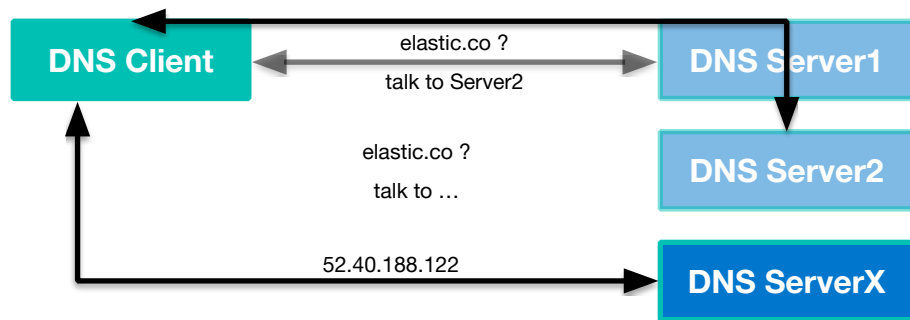 DNS Client
elastic.co ?
talk to Server2
DNS Server1
elastic.co ?
talk to …
DNS Server2
52.40.188.122
DNS ServerX